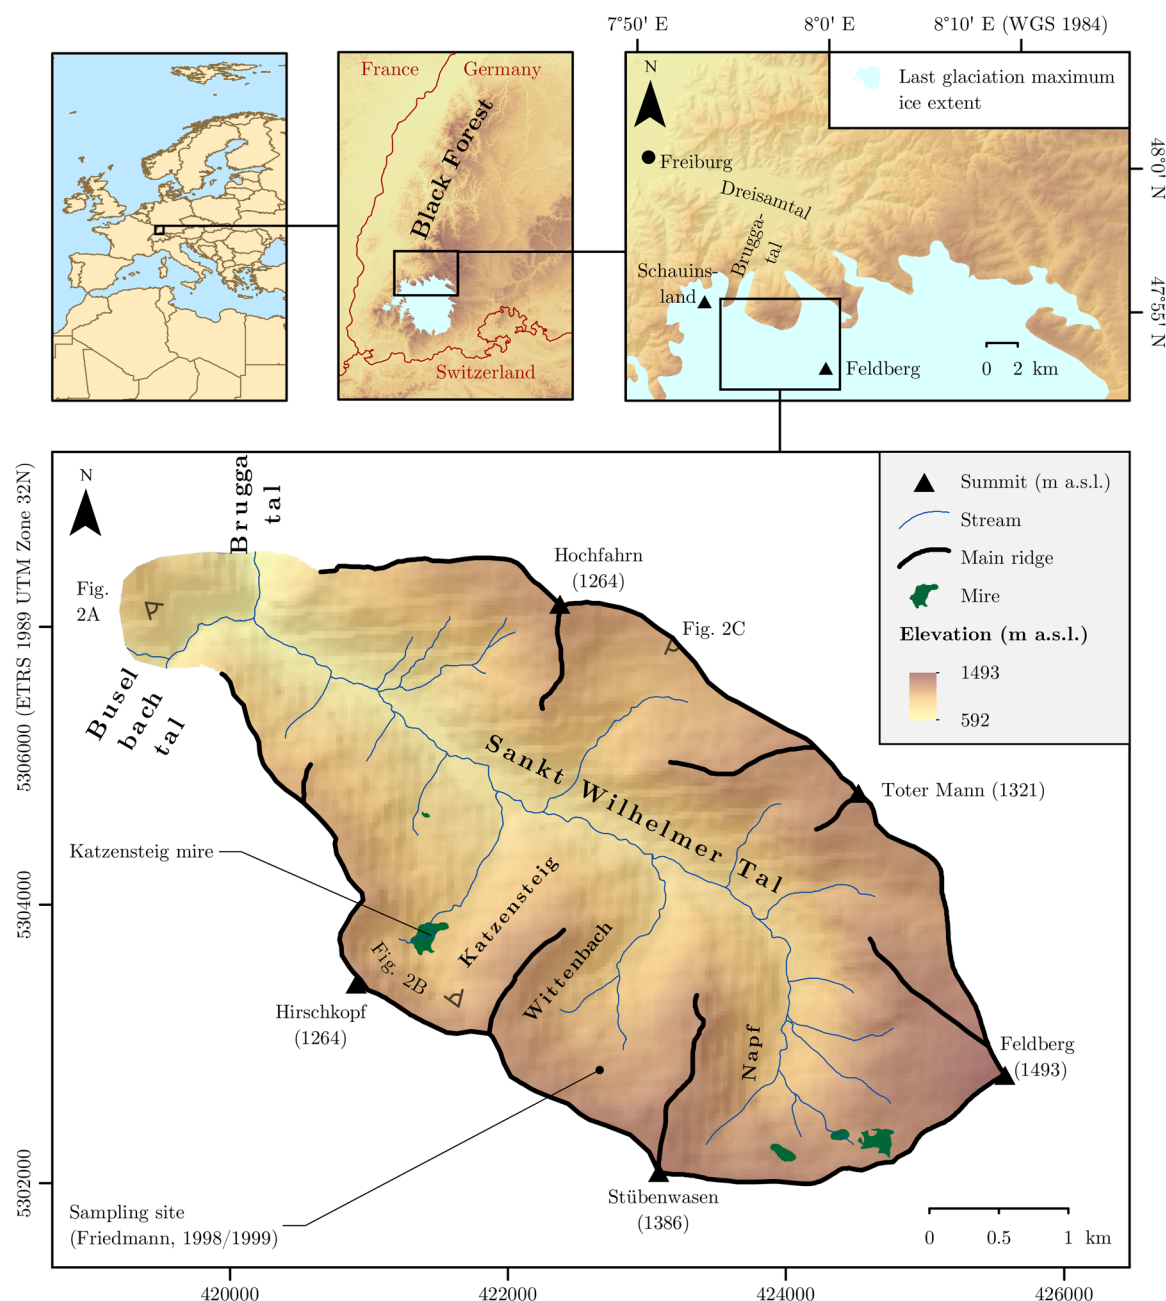 7°50' E
8°0' E
8°10' E (WGS 1984)
France
Germany
Black Forest
Switzerland
N
Last glaciation maximum
ice extent
Freiburg
Dreisamtal
Brugga-
tal
Schauins-
land
Feldberg
0 2 km
48°0' N
47°55' N
N
Brugga
tal
Summit (m a.s.l.)
Stream
Main ridge
Mire
Elevation (m a.s.l.)
1493
592
Hochfahrn
(1264)
Fig.
2A
Fig. 2C
Busel
bach
tal
Sankt Wilhelmer Tal
Toter Mann (1321)
Katzensteig mire
Katzensteig
Wittenbach
Fig. 2B
Hirschkopf
(1264)
Napf
Feldberg
(1493)
Stübenwasen
(1386)
Sampling site
(Friedmann, 1998/1999)
0 0.5 1 km
5306000 (ETRS 1989 UTM Zone 32N)
5304000
5302000
420000
422000
424000
426000